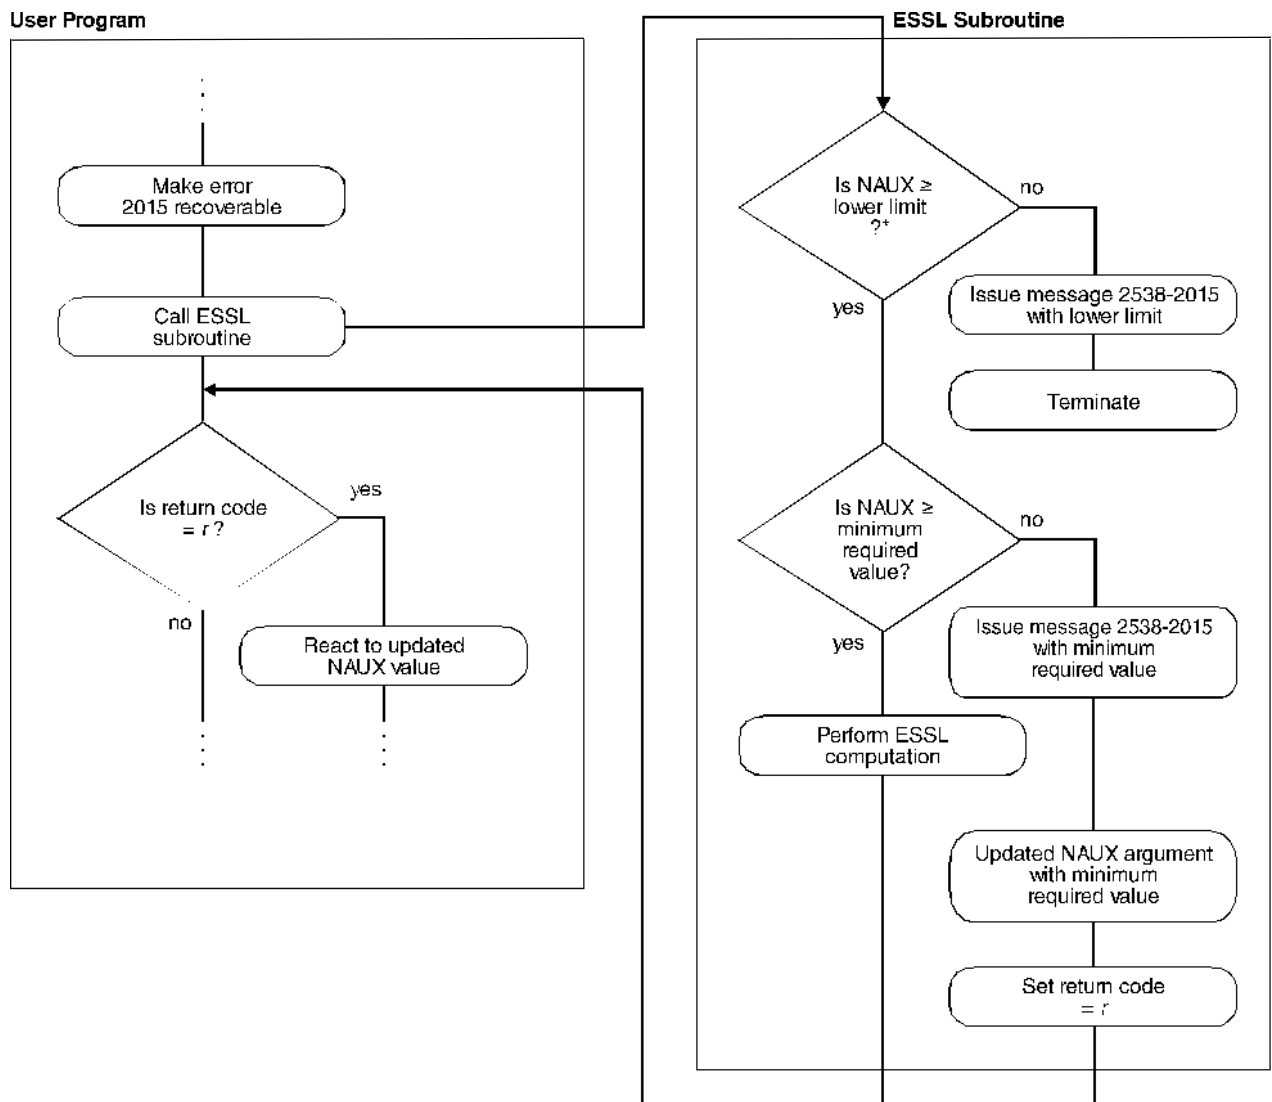 User Program
Make error
2015 recoverable
Call ESSL
subroutine
Is return code
= r?
yes
no
React to updated
NAUX value
ESSL Subroutine
Is NAUX ≥
lower limit
?+
no
yes
Issue message 2538-2015
with lower limit
Terminate
Is NAUX ≥
minimum
required
value?
no
yes
Issue message 2538-2015
with minimum
required value
Perform ESSL
computation
Updated NAUX argument
with minimum
required value
Set return code
= r